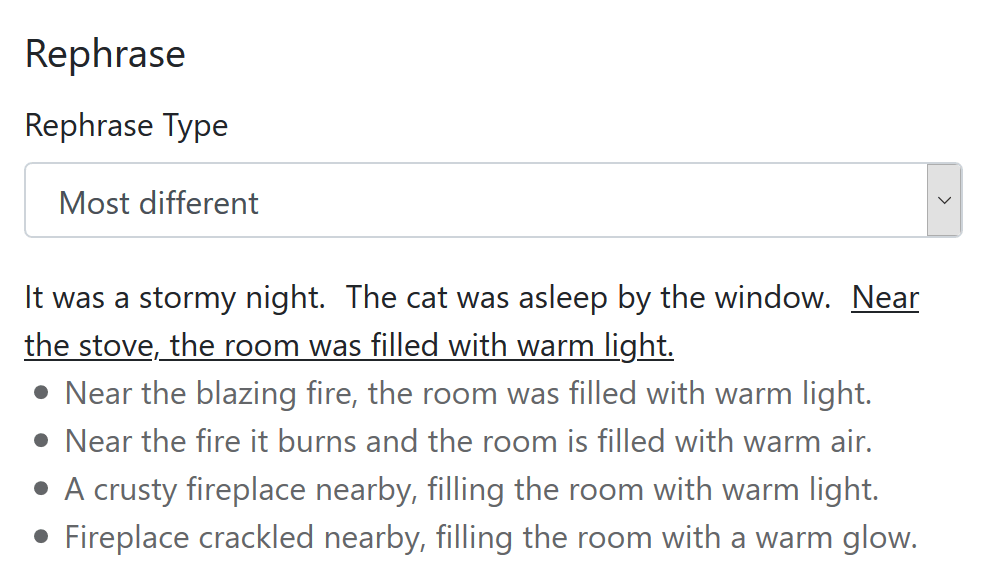 Rephrase
Rephrase Type
Most different
It was a stormy night. The cat was asleep by the window. Near
the stove, the room was filled with warm light.
Near the blazing fire, the room was filled with warm light.
Near the fire it burns and the room is filled with warm air.
A crusty fireplace nearby, filling the room with warm light.
Fireplace crackled nearby, filling the room with a warm glow.